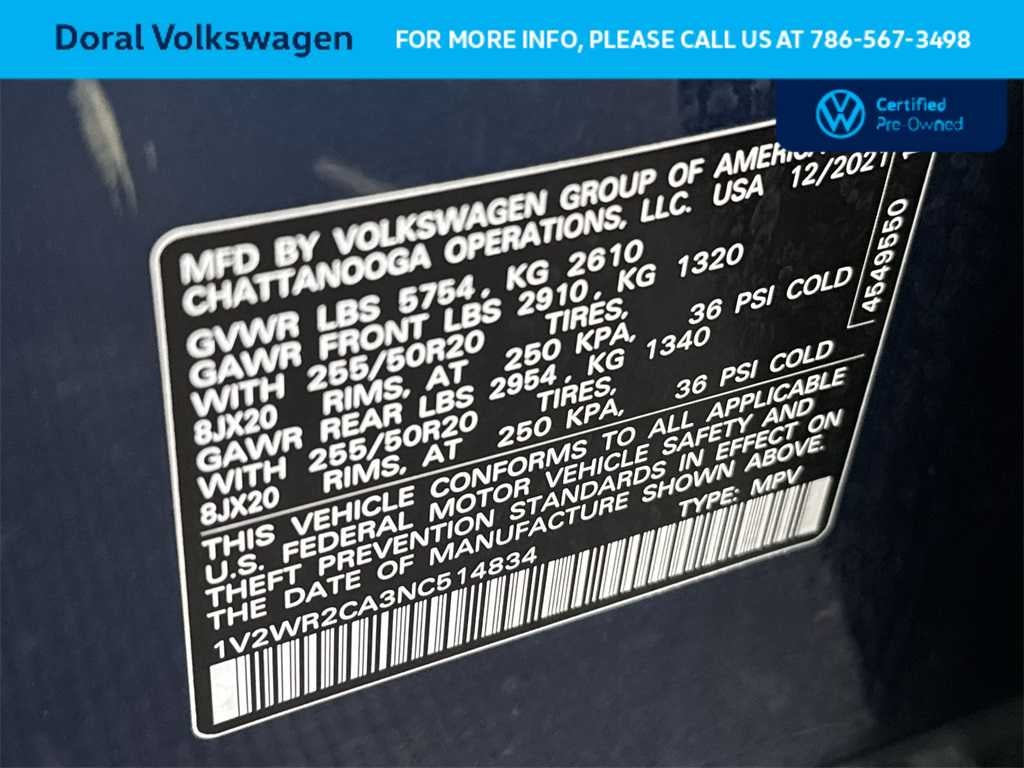 Doral Volkswagen
FOR MORE INFO, PLEASE CALL US AT 786-567-3498
Certified
Pre-Owned
MFD BY VOLKSWAGEN GROUP OF AMERICA
CHATTANOOGA OPERATIONS, LLC. USA 12/2021
GVWR LBS 5754, KG 2610
GAWR FRONT LBS 2910, KG 1320
WITH 255/50R20 TIRES,
8JX20 RIMS, AT 250 KPA, 36 PSI COLD
GAWR REAR LBS 2954, KG 1340
WITH 255/50R20 TIRES,
8JX20 RIMS, AT 250 KPA, 36 PSI COLD
4549550
THIS VEHICLE CONFORMS TO ALL APPLICABLE
U.S. FEDERAL MOTOR VEHICLE SAFETY AND
THEFT PREVENTION STANDARDS IN EFFECT ON
THE DATE OF MANUFACTURE SHOWN ABOVE.
1V2WR2CA3NC514834 TYPE: MPV